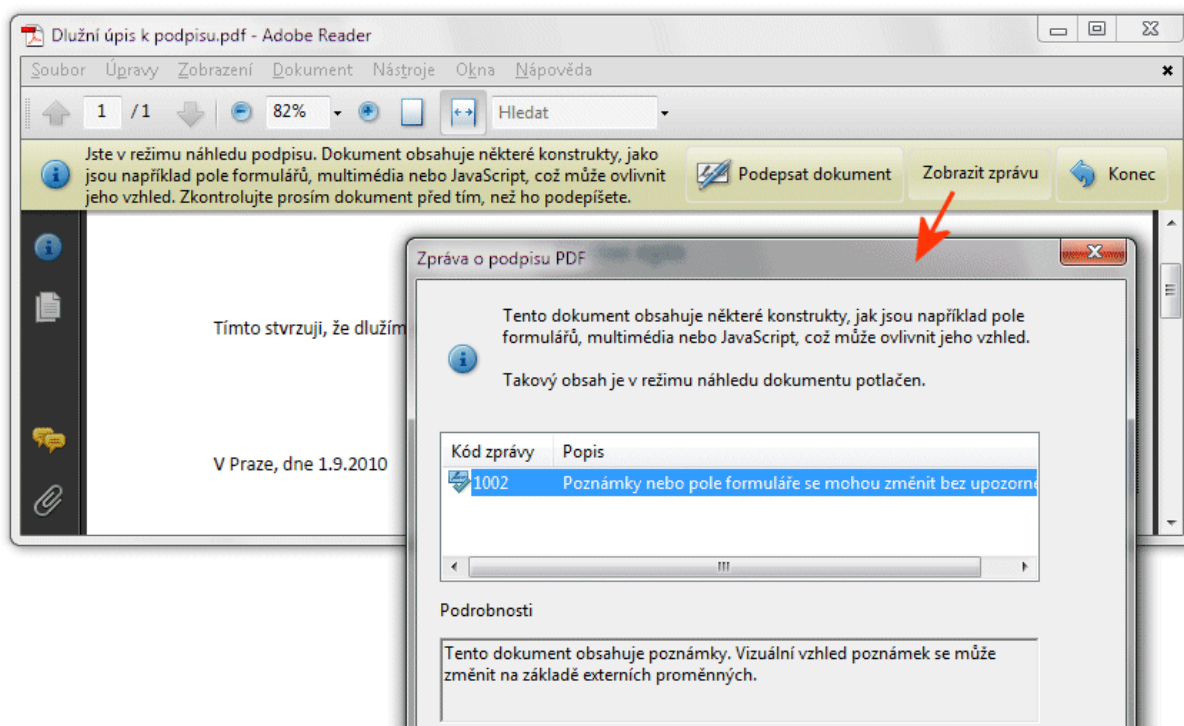 Dlužní úpis k podpisu.pdf - Adobe Reader
Soubor Úpravy Zobrazení Dokument Nástroje Okna Nápověda
1 / 1 82% Hledat
Jste v režimu náhledu podpisu. Dokument obsahuje některé konstrukty, jako
jsou například pole formulářů, multimédia nebo JavaScript, což může ovlivnit
jeho vzhled. Zkontrolujte prosím dokument před tím, než ho podepíšete.
Podepsat dokument Zobrazit zprávu Konec
Tímto stvrzuji, že dlužím
V Praze, dne 1.9.2010
Zpráva o podpisu PDF
Tento dokument obsahuje některé konstrukty, jak jsou například pole
formulářů, multimédia nebo JavaScript, což může ovlivnit jeho vzhled.
Takový obsah je v režimu náhledu dokumentu potlačen.
Kód zprávy Popis
1002 Poznámky nebo pole formuláře se mohou změnit bez upozorně
Podrobnosti
Tento dokument obsahuje poznámky. Vizuální vzhled poznámek se může
změnit na základě externích proměnných.